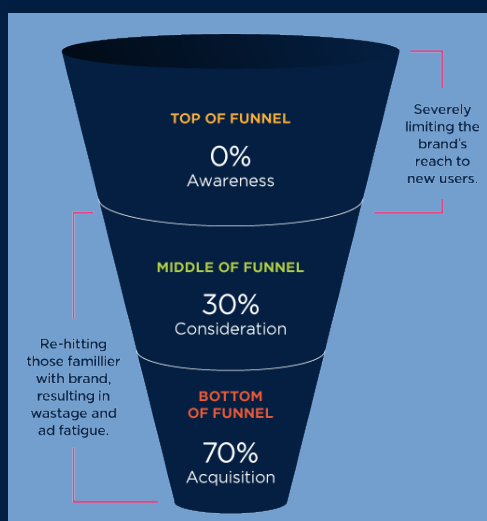 TOP OF FUNNEL
0%
Awareness
Severely
limiting the
brand's
reach to
new users.
MIDDLE OF FUNNEL
30%
Consideration
Re-hitting
those famillier
with brand,
resulting in
wastage and
ad fatigue.
BOTTOM
OF FUNNEL
70%
Acquisition